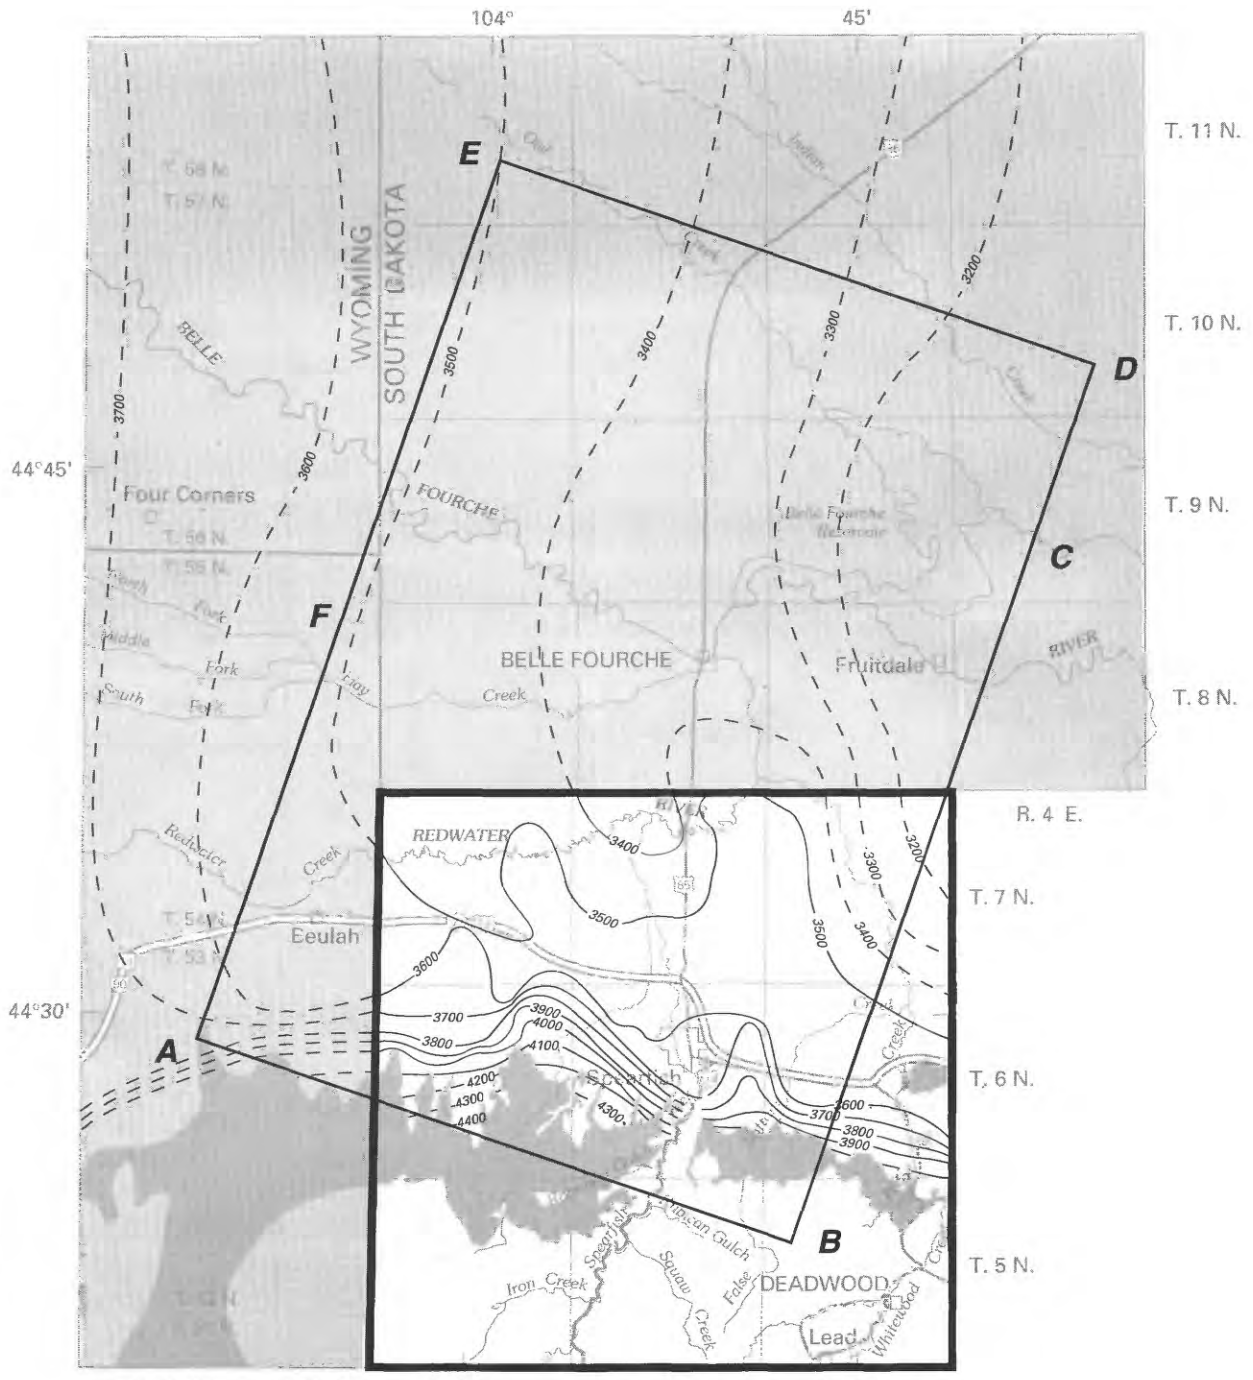 104°
45'
T. 11 N.
E
Owl
Indian
T. 58 N.
T. 57 N.
WYOMING
SOUTH DAKOTA
Creek
3200
T. 10 N.
BELLE
3500
3400
3300
D
Creek
3700
44°45'
3600
Four Corners
FOURCHE
Belle Fourche
Reservoir
T. 9 N.
T. 56 N.
T. 55 N.
C
North
Fork
F
Middle
Fork
BELLE FOURCHE
Fruitdale
RIVER
South
Fork
Hay
Creek
T. 8 N.
R. 4 E.
RIVER
REDWATER
Redwater
Creek
3400
3200
3300
85
T. 7 N.
T. 54 N.
3500
3500
3400
Beulah
T. 53 N.
3600
90
44°30'
3700
3900
4000
3800
4100
Creek
A
4200
4300
4400
Spearfish
4300
T. 6 N.
3600
3700
3800
3900
B
Spearfish
Gulch
T. 5 N.
Iron Creek
Squaw
Creek
False
DEADWOOD
Lead
Whitewood